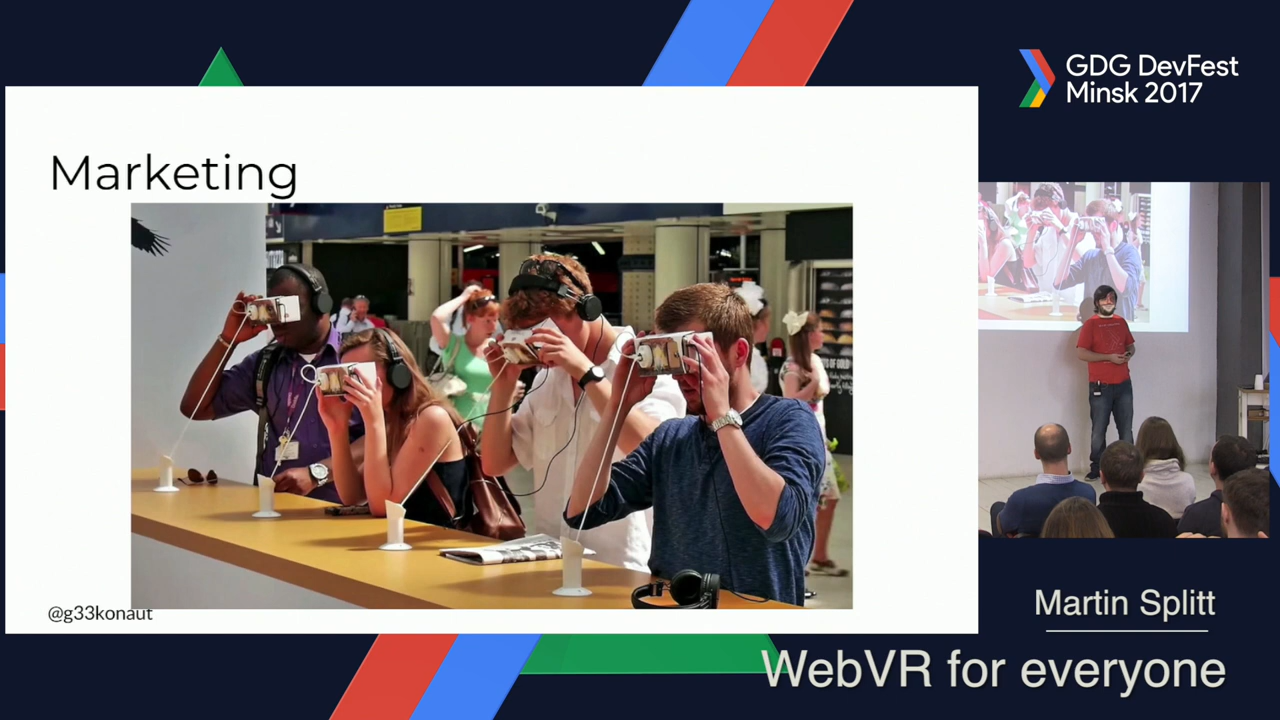 GDG DevFest
Minsk 2017
Marketing
@g33konaut
Martin Splitt
WebVR for everyone